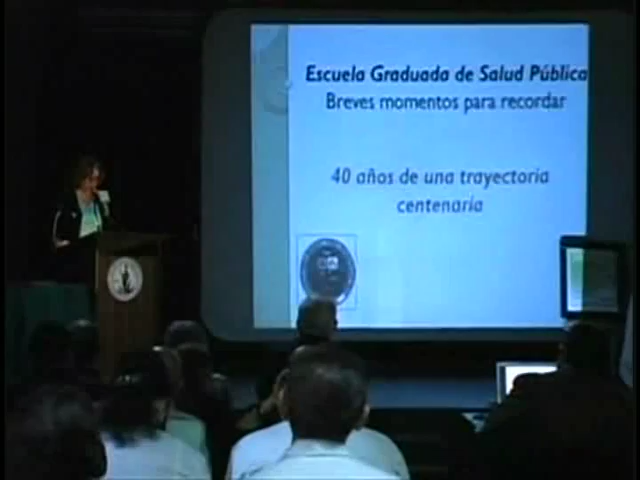 Escuela Graduada de Salud Pública
Breves momentos para recordar
40 años de una trayectoria
centenaria